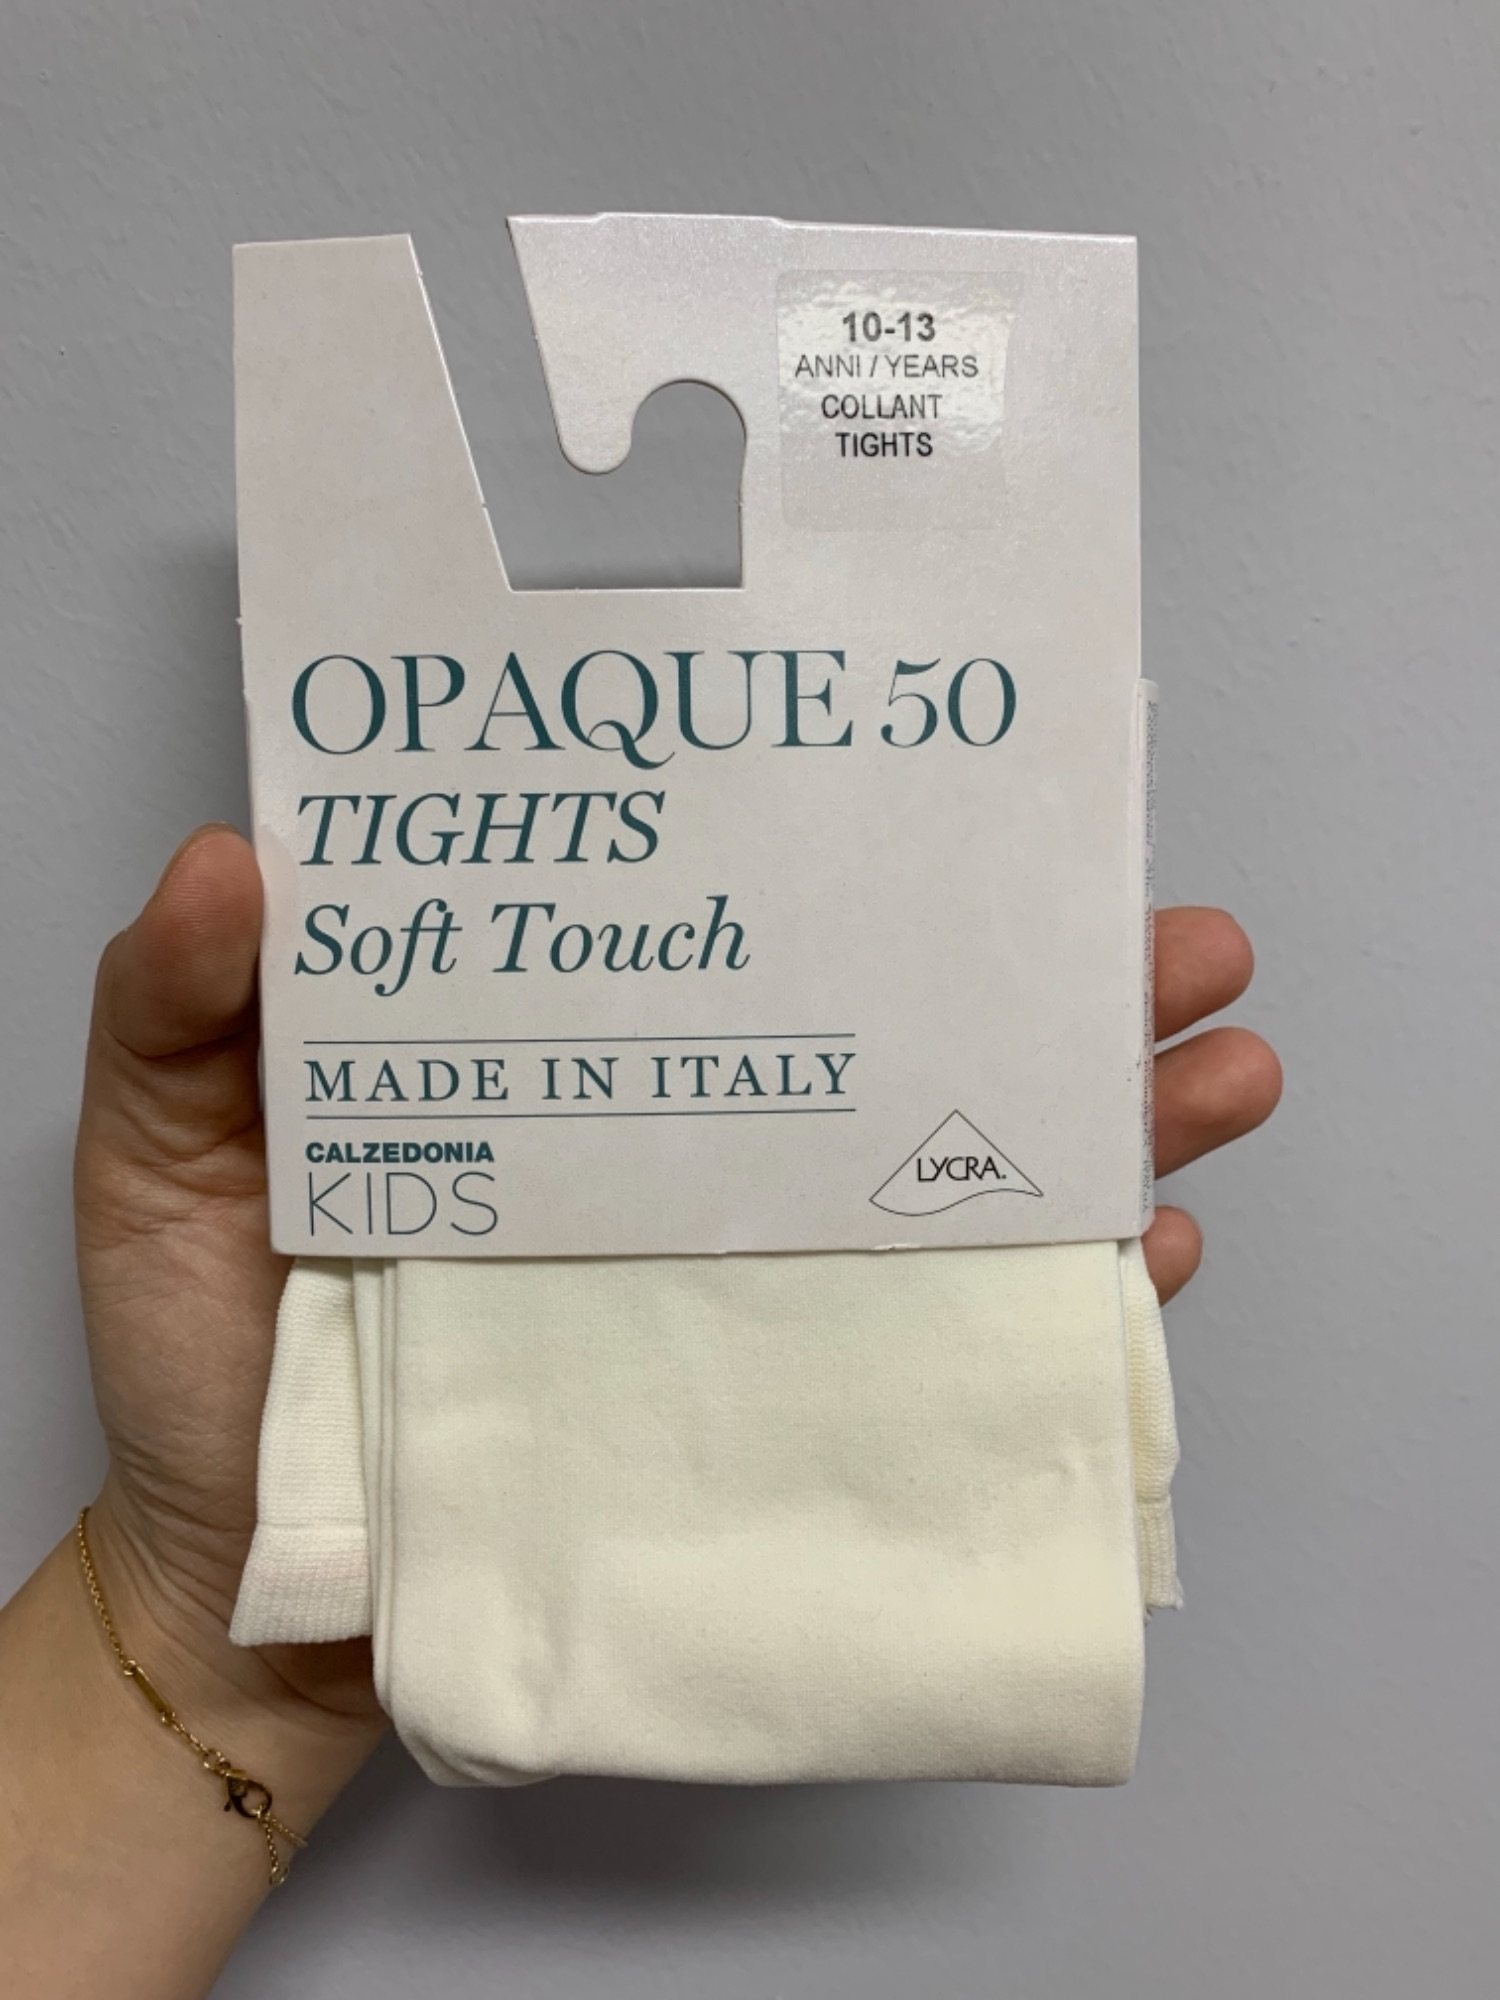 10-13
ANNI / YEARS
COLLANT
TIGHTS
OPAQUE 50
TIGHTS
Soft Touch
MADE IN ITALY
CALZEDONIA
KIDS
LYCRA.